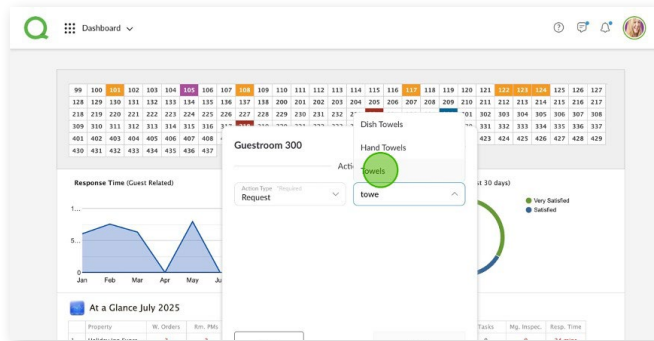 Dashboard
99 100 101 102 103 104 105 106 107 108 109 110 111 112 113 114 115 116 117 118 119 120 121 122 123 124 125 126 127
128 129 130 131 132 133 134 135 136 137 138 200 201 202 203 204 205 206 207 208 209 210 211 212 213 214 215 216 217
218 219 220 221 222 223 224 225 226 227 228 229 230 231
301 302 303 304 305 306 307 308
309 310 311 312 313 314 315 316
331 332 333 334 335 336 337
401 402 403 404 405 406 407 408
423 424 425 426 427 428 429
430 431 432 433 434 435 436 437
Guestroom 300
Dish Towels
Hand Towels
Towels
Action Type *Required
Request
towe
Response Time (Guest Related)
st 30 days)
1...
5...
0
Jan Feb Mar Apr May Ju
Very Satisfied
Satisfied
At a Glance July 2025
Property W. Orders Rm. PMs
Tasks Mg. Inspec. Resp. Time